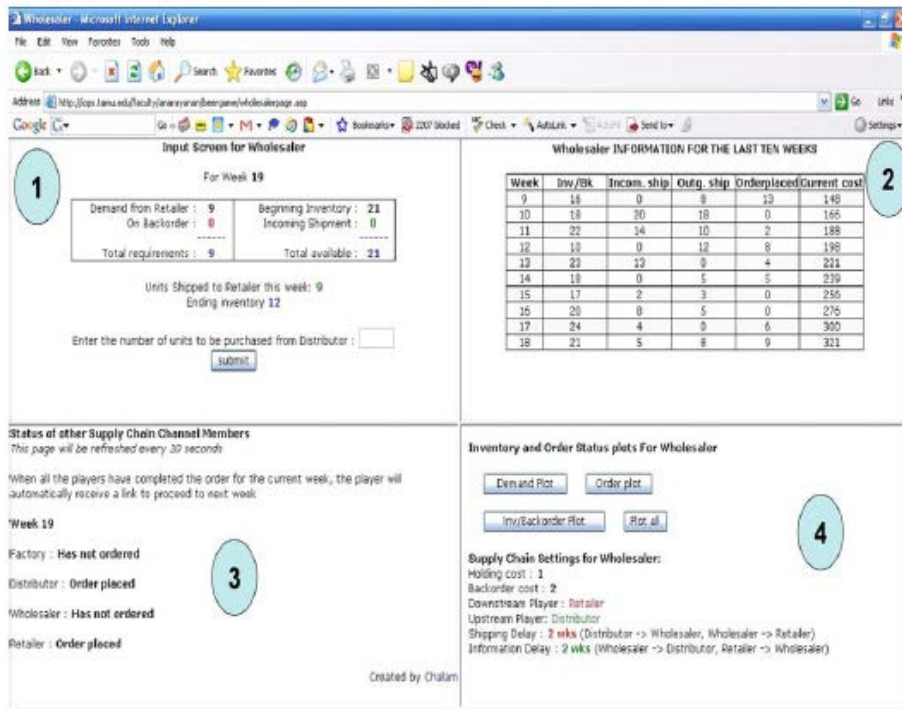 Wholesaler - Microsoft Internet Explorer
File Edit View Favorites Tools Help
Back Search Favorites
Address Go Links
Google Go Bookmarks 2207 blocked Check AutoLink Send to Settings
1
Input Screen for Wholesaler
For Week 19
Demand from Retailer : 9 Beginning Inventory : 21
On Backorder : 0 Incoming Shipment : 0
------ ------
Total requirements : 9 Total available : 21
Units Shipped to Retailer this week: 9
Ending inventory 12
Enter the number of units to be purchased from Distributor :
submit
2
Wholesaler INFORMATION FOR THE LAST TEN WEEKS
Week Inv/Bk Incom. ship Outg. ship Orderplaced Current cost
9 16 0 8 13 148
10 18 20 18 0 166
11 22 14 10 2 188
12 10 0 12 8 198
13 23 13 0 4 221
14 18 0 5 5 239
15 17 2 3 0 256
16 20 8 5 0 276
17 24 4 0 6 300
18 21 5 8 9 321
Status of other Supply Chain Channel Members
This page will be refreshed every 30 seconds
When all the players have completed the order for the current week, the player will
automatically receive a link to proceed to next week
Week 19
Factory : Has not ordered
3
Distributor : Order placed
Wholesaler : Has not ordered
Retailer : Order placed
Created by Chalam
Inventory and Order Status plots For Wholesaler
Demand Plot Order plot
Inv/Backorder Plot Plot all
4
Supply Chain Settings for Wholesaler:
Holding cost : 1
Backorder cost : 2
Downstream Player : Retailer
Upstream Player: Distributor
Shipping Delay : 2 wks (Distributor -> Wholesaler, Wholesaler -> Retailer)
Information Delay : 2 wks (Wholesaler -> Distributor, Retailer -> Wholesaler)